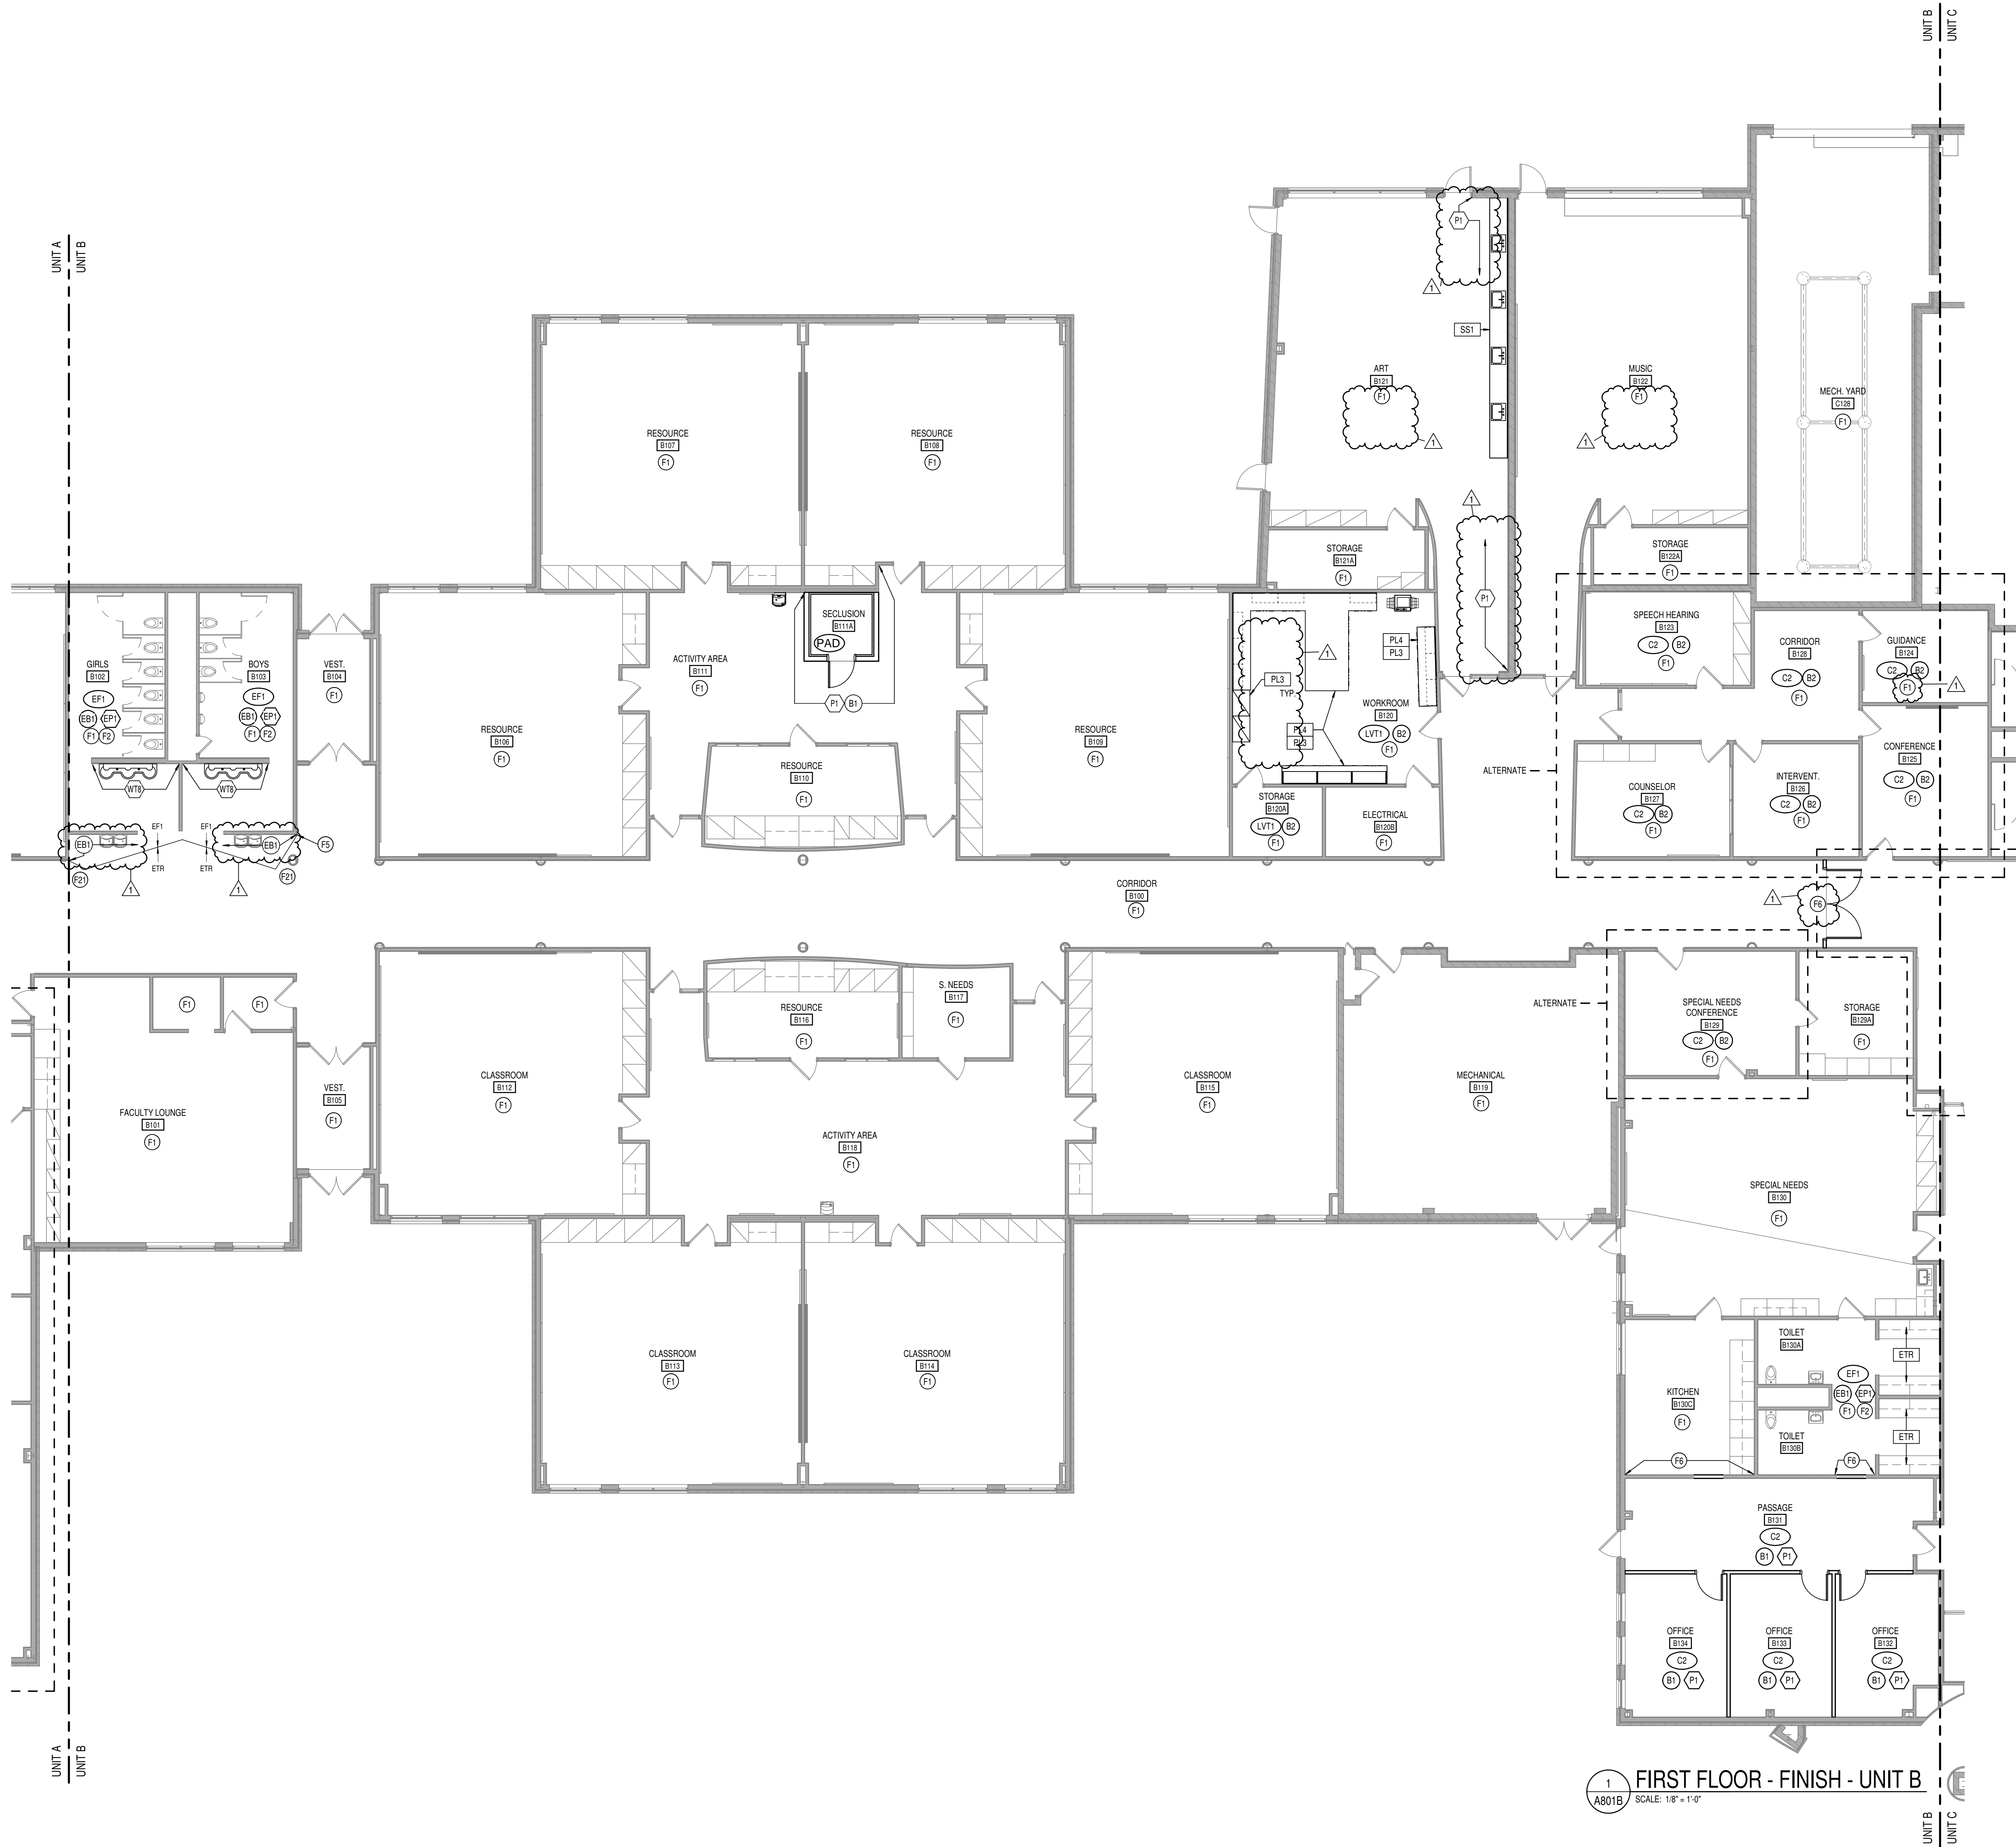 UNIT B
UNIT C
UNIT A
UNIT B
P1
1
SS1
ART
B121
F1
1
MUSIC
B122
F1
1
MECH. YARD
C128
F1
RESOURCE
B107
F1
RESOURCE
B108
F1
1
STORAGE
B121A
F1
STORAGE
B122A
F1
P1
GIRLS
B102
EF1
EB1
EP1
F1
F2
BOYS
B103
EF1
EB1
EP1
F1
F2
VEST.
B104
F1
RESOURCE
B106
F1
ACTIVITY AREA
B111
F1
SECLUSION
B111A
PAD
P1
B1
RESOURCE
B110
F1
RESOURCE
B109
F1
1
PL3
TYP
PL4
PL3
PL4
PL3
WORKROOM
B120
LVT1
B2
F1
SPEECH HEARING
B123
C2
B2
F1
CORRIDOR
B128
C2
B2
F1
GUIDANCE
B124
C2
B2
F1
1
CONFERENCE
B125
C2
B2
F1
ALTERNATE
COUNSELOR
B127
C2
B2
F1
INTERVENT.
B126
C2
B2
F1
STORAGE
B120A
LVT1
B2
F1
ELECTRICAL
B120B
F1
WT8
WT8
EB1
EF1
ETR
EF1
ETR
EB1
F5
F21
1
1
F21
CORRIDOR
B100
F1
1
F6
F1
F1
FACULTY LOUNGE
B101
F1
VEST.
B105
F1
CLASSROOM
B112
F1
RESOURCE
B116
F1
S. NEEDS
B117
F1
ACTIVITY AREA
B118
F1
CLASSROOM
B115
F1
MECHANICAL
B119
F1
ALTERNATE
SPECIAL NEEDS
CONFERENCE
B129
C2
B2
F1
STORAGE
B129A
F1
SPECIAL NEEDS
B130
F1
CLASSROOM
B113
F1
CLASSROOM
B114
F1
TOILET
B130A
ETR
EF1
EB1
EP1
F1
F2
KITCHEN
B130C
F1
TOILET
B130B
ETR
F6
F6
PASSAGE
B131
C2
B1
P1
OFFICE
B134
C2
B1
P1
OFFICE
B133
C2
B1
P1
OFFICE
B132
C2
B1
P1
UNIT A
UNIT B
1
A801B
FIRST FLOOR - FINISH - UNIT B
SCALE: 1/8" = 1'-0"
UNIT B
UNIT C